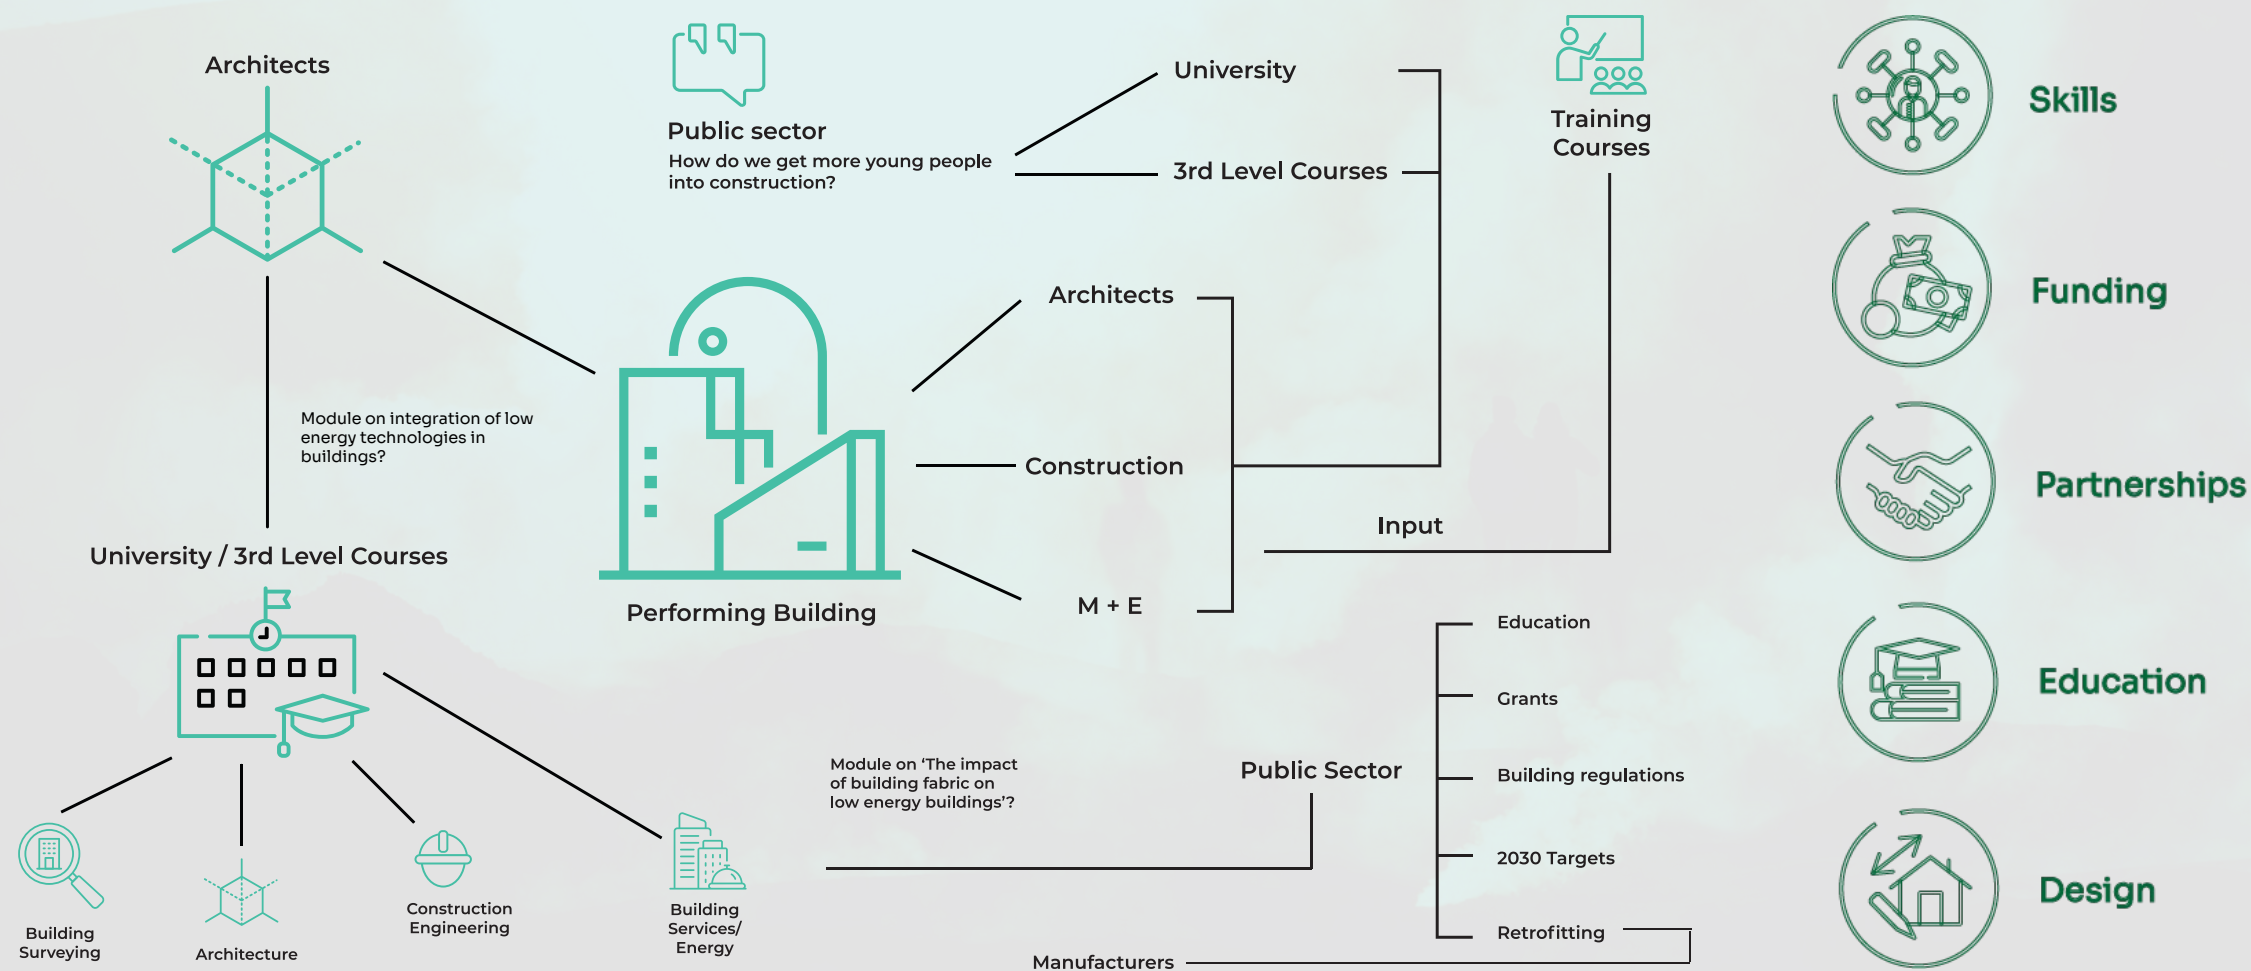 Architects
Public sector
How do we get more young people
into construction?
University
3rd Level Courses
Training
Courses
Architects
Construction
M + E
Input
Module on integration of low
energy technologies in
buildings?
University / 3rd Level Courses
Performing Building
Building
Surveying
Architecture
Construction
Engineering
Building
Services/
Energy
Module on ‘The impact
of building fabric on
low energy buildings’?
Public Sector
Education
Grants
Building regulations
2030 Targets
Retrofitting
Manufacturers
Skills
Funding
Partnerships
Education
Design